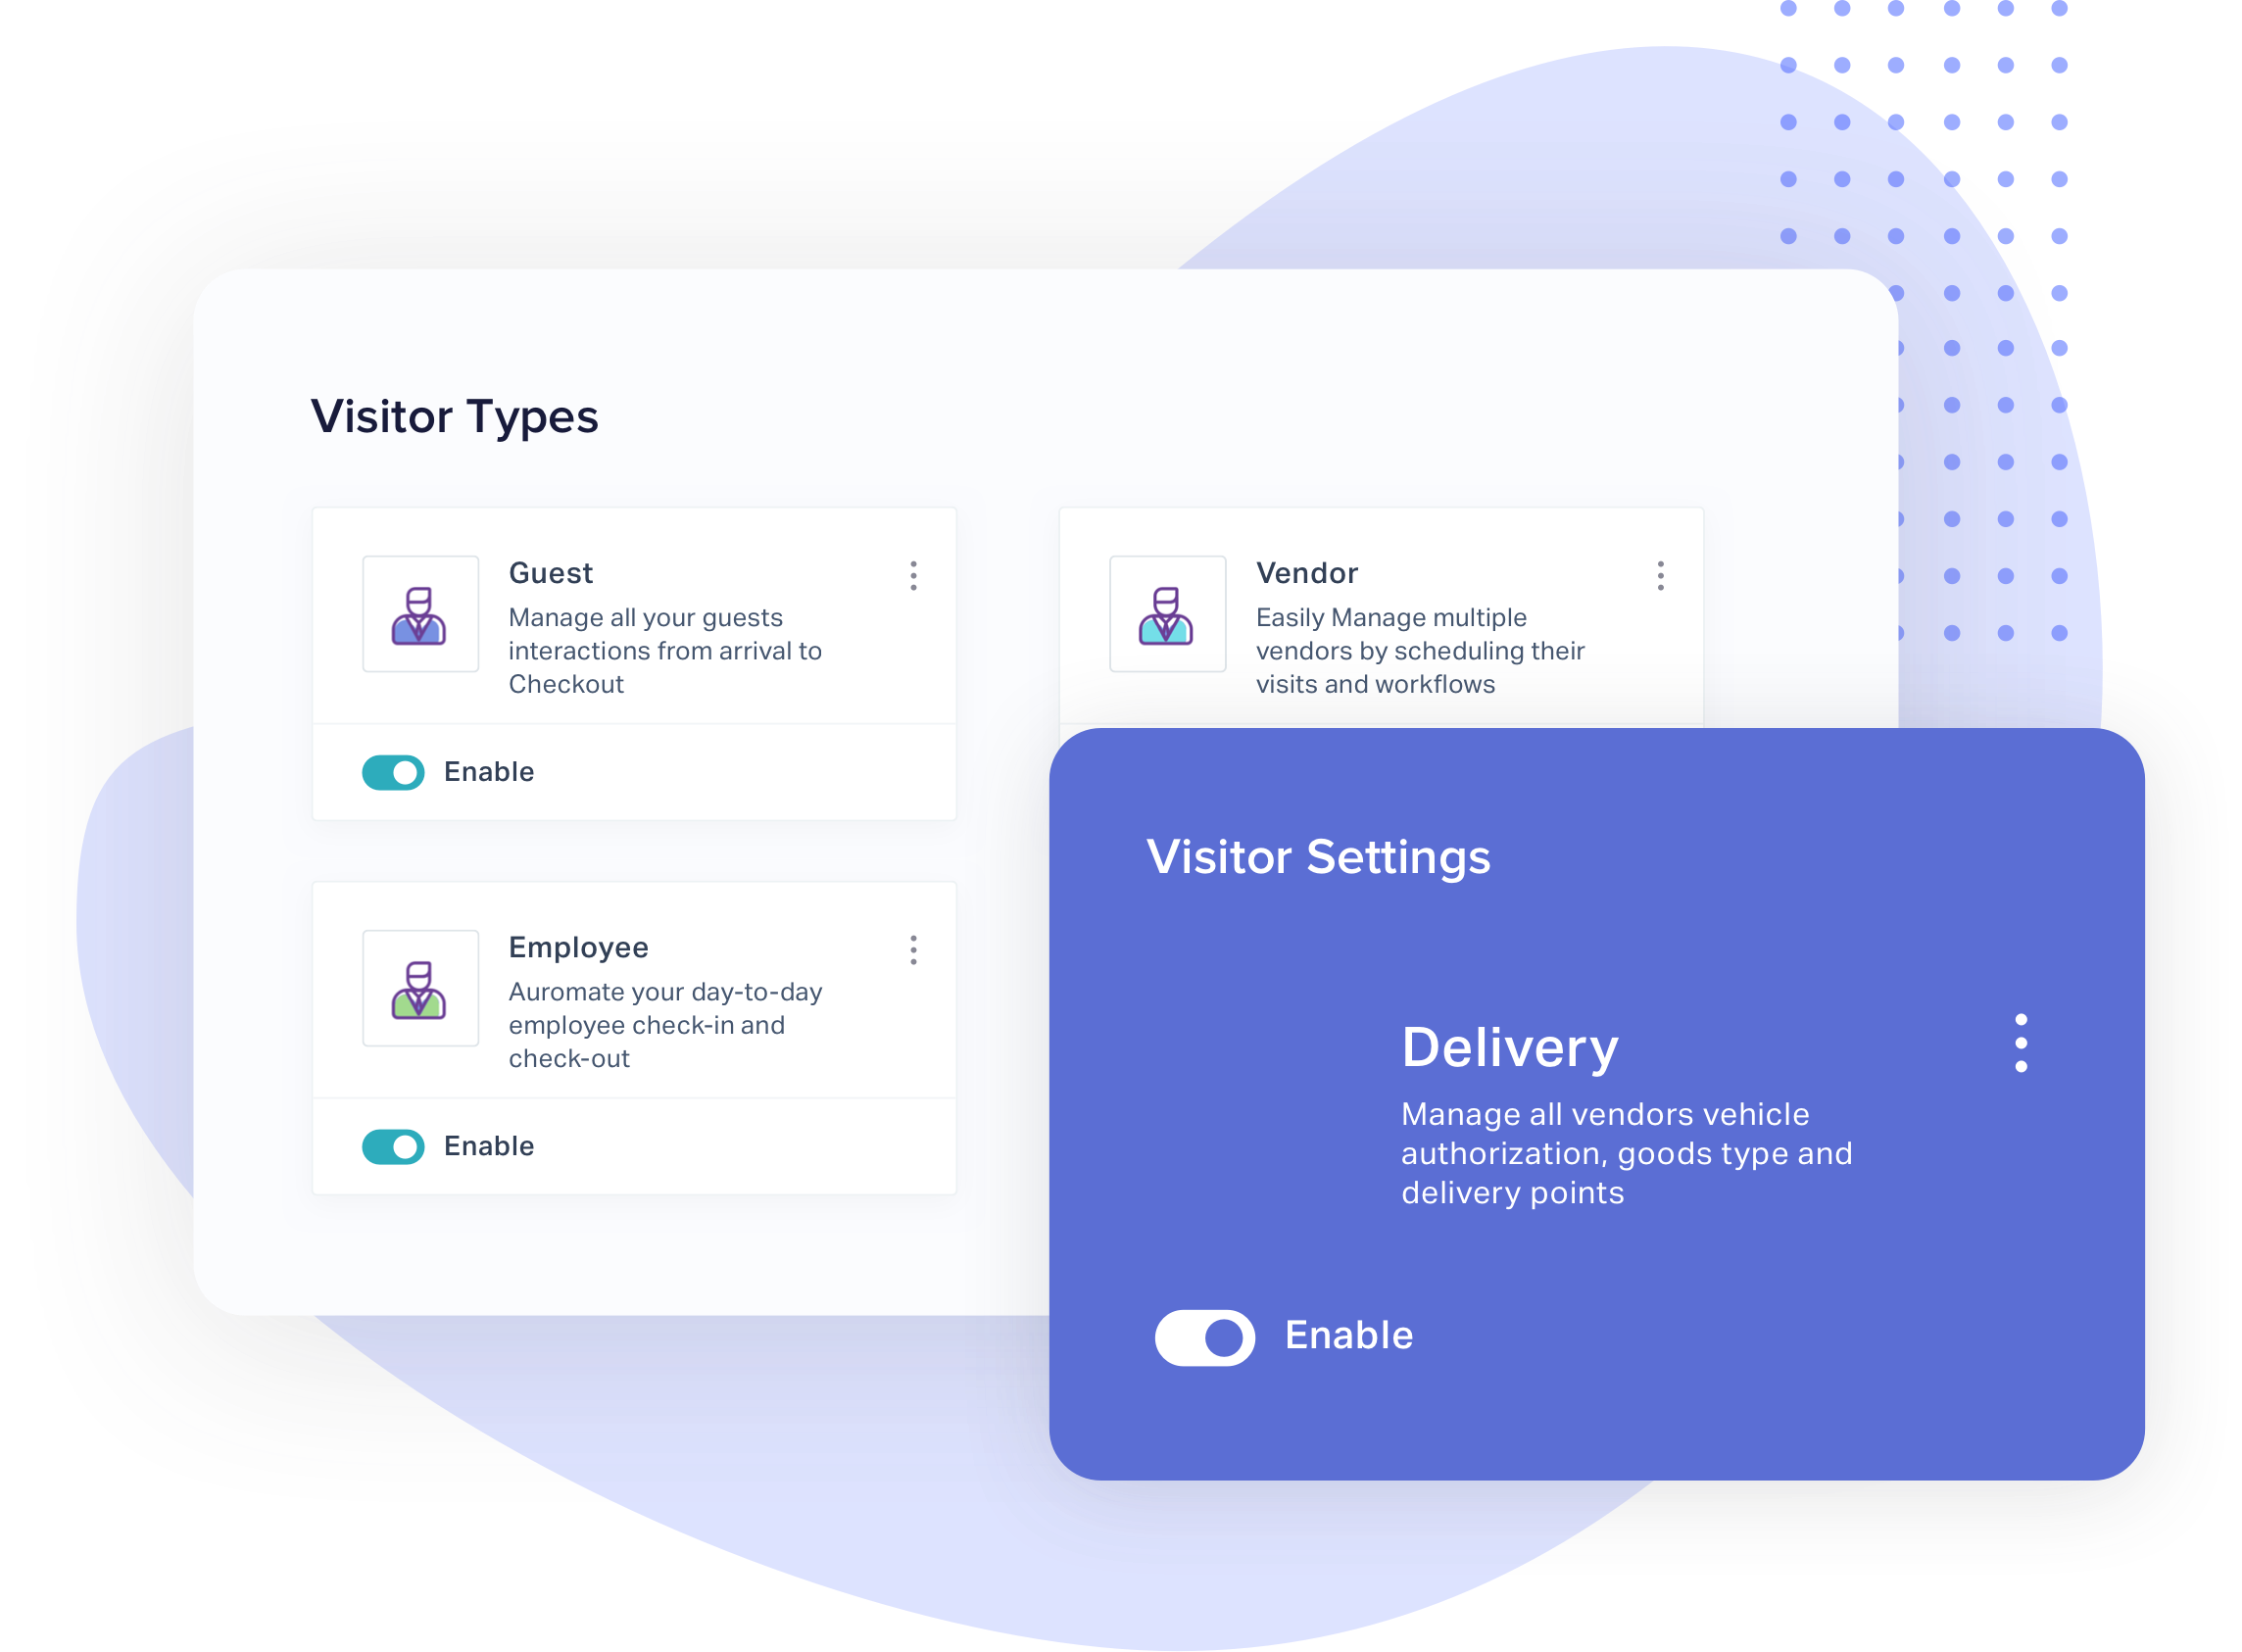 Visitor Types
Guest
Manage all your guests
interactions from arrival to
Checkout
Enable
Vendor
Easily Manage multiple
vendors by scheduling their
visits and workflows
Employee
Auromate your day-to-day
employee check-in and
check-out
Enable
Visitor Settings
Delivery
Manage all vendors vehicle
authorization, goods type and
delivery points
Enable